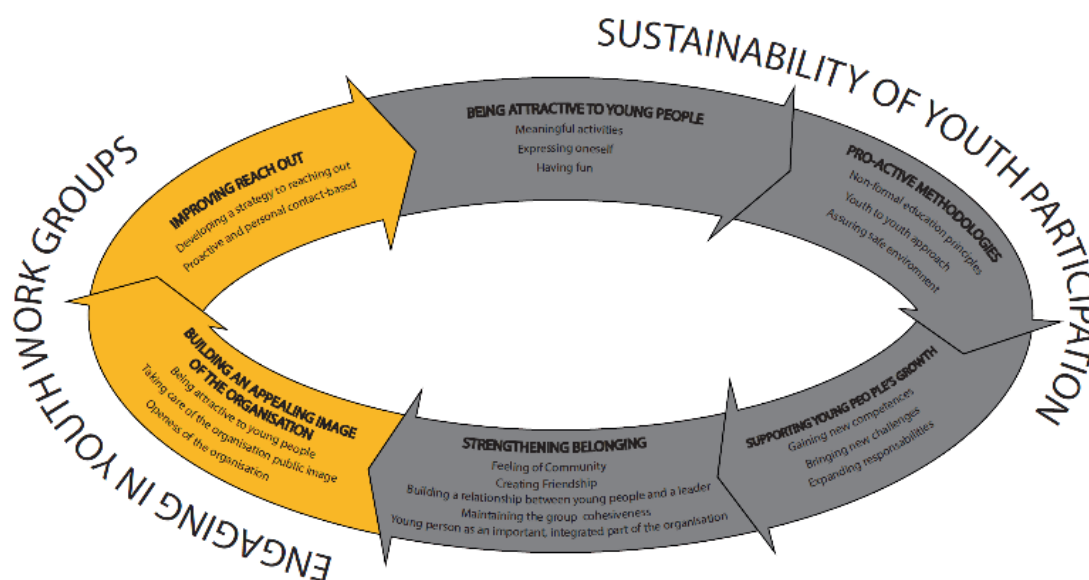 SUSTAINABILITY OF YOUTH PARTICIPATION
ENGAGING IN YOUTH WORK GROUPS
BEING ATTRACTIVE TO YOUNG PEOPLE
Meaningful activities
Expressing oneself
Having fun
PRO-ACTIVE METHODOLOGIES
Non-formal education principles
Youth to youth approach
Assuring safe environment
SUPPORTING YOUNG PEOPLE'S GROWTH
Gaining new competences
Bringing new challenges
Expanding responsabilities
STRENGTHENING BELONGING
Feeling of Community
Creating Friendship
Building a relationship between young people and a leader
Maintaining the group cohesiveness
Young person as an important, integrated part of the organisation
BUILDING AN APPEALING IMAGE
OF THE ORGANISATION
Being attractive to young people
Taking care of the organisation public image
Openess of the organisation
IMPROVING REACH OUT
Developing a strategy to reaching out
Proactive and personal contact-based